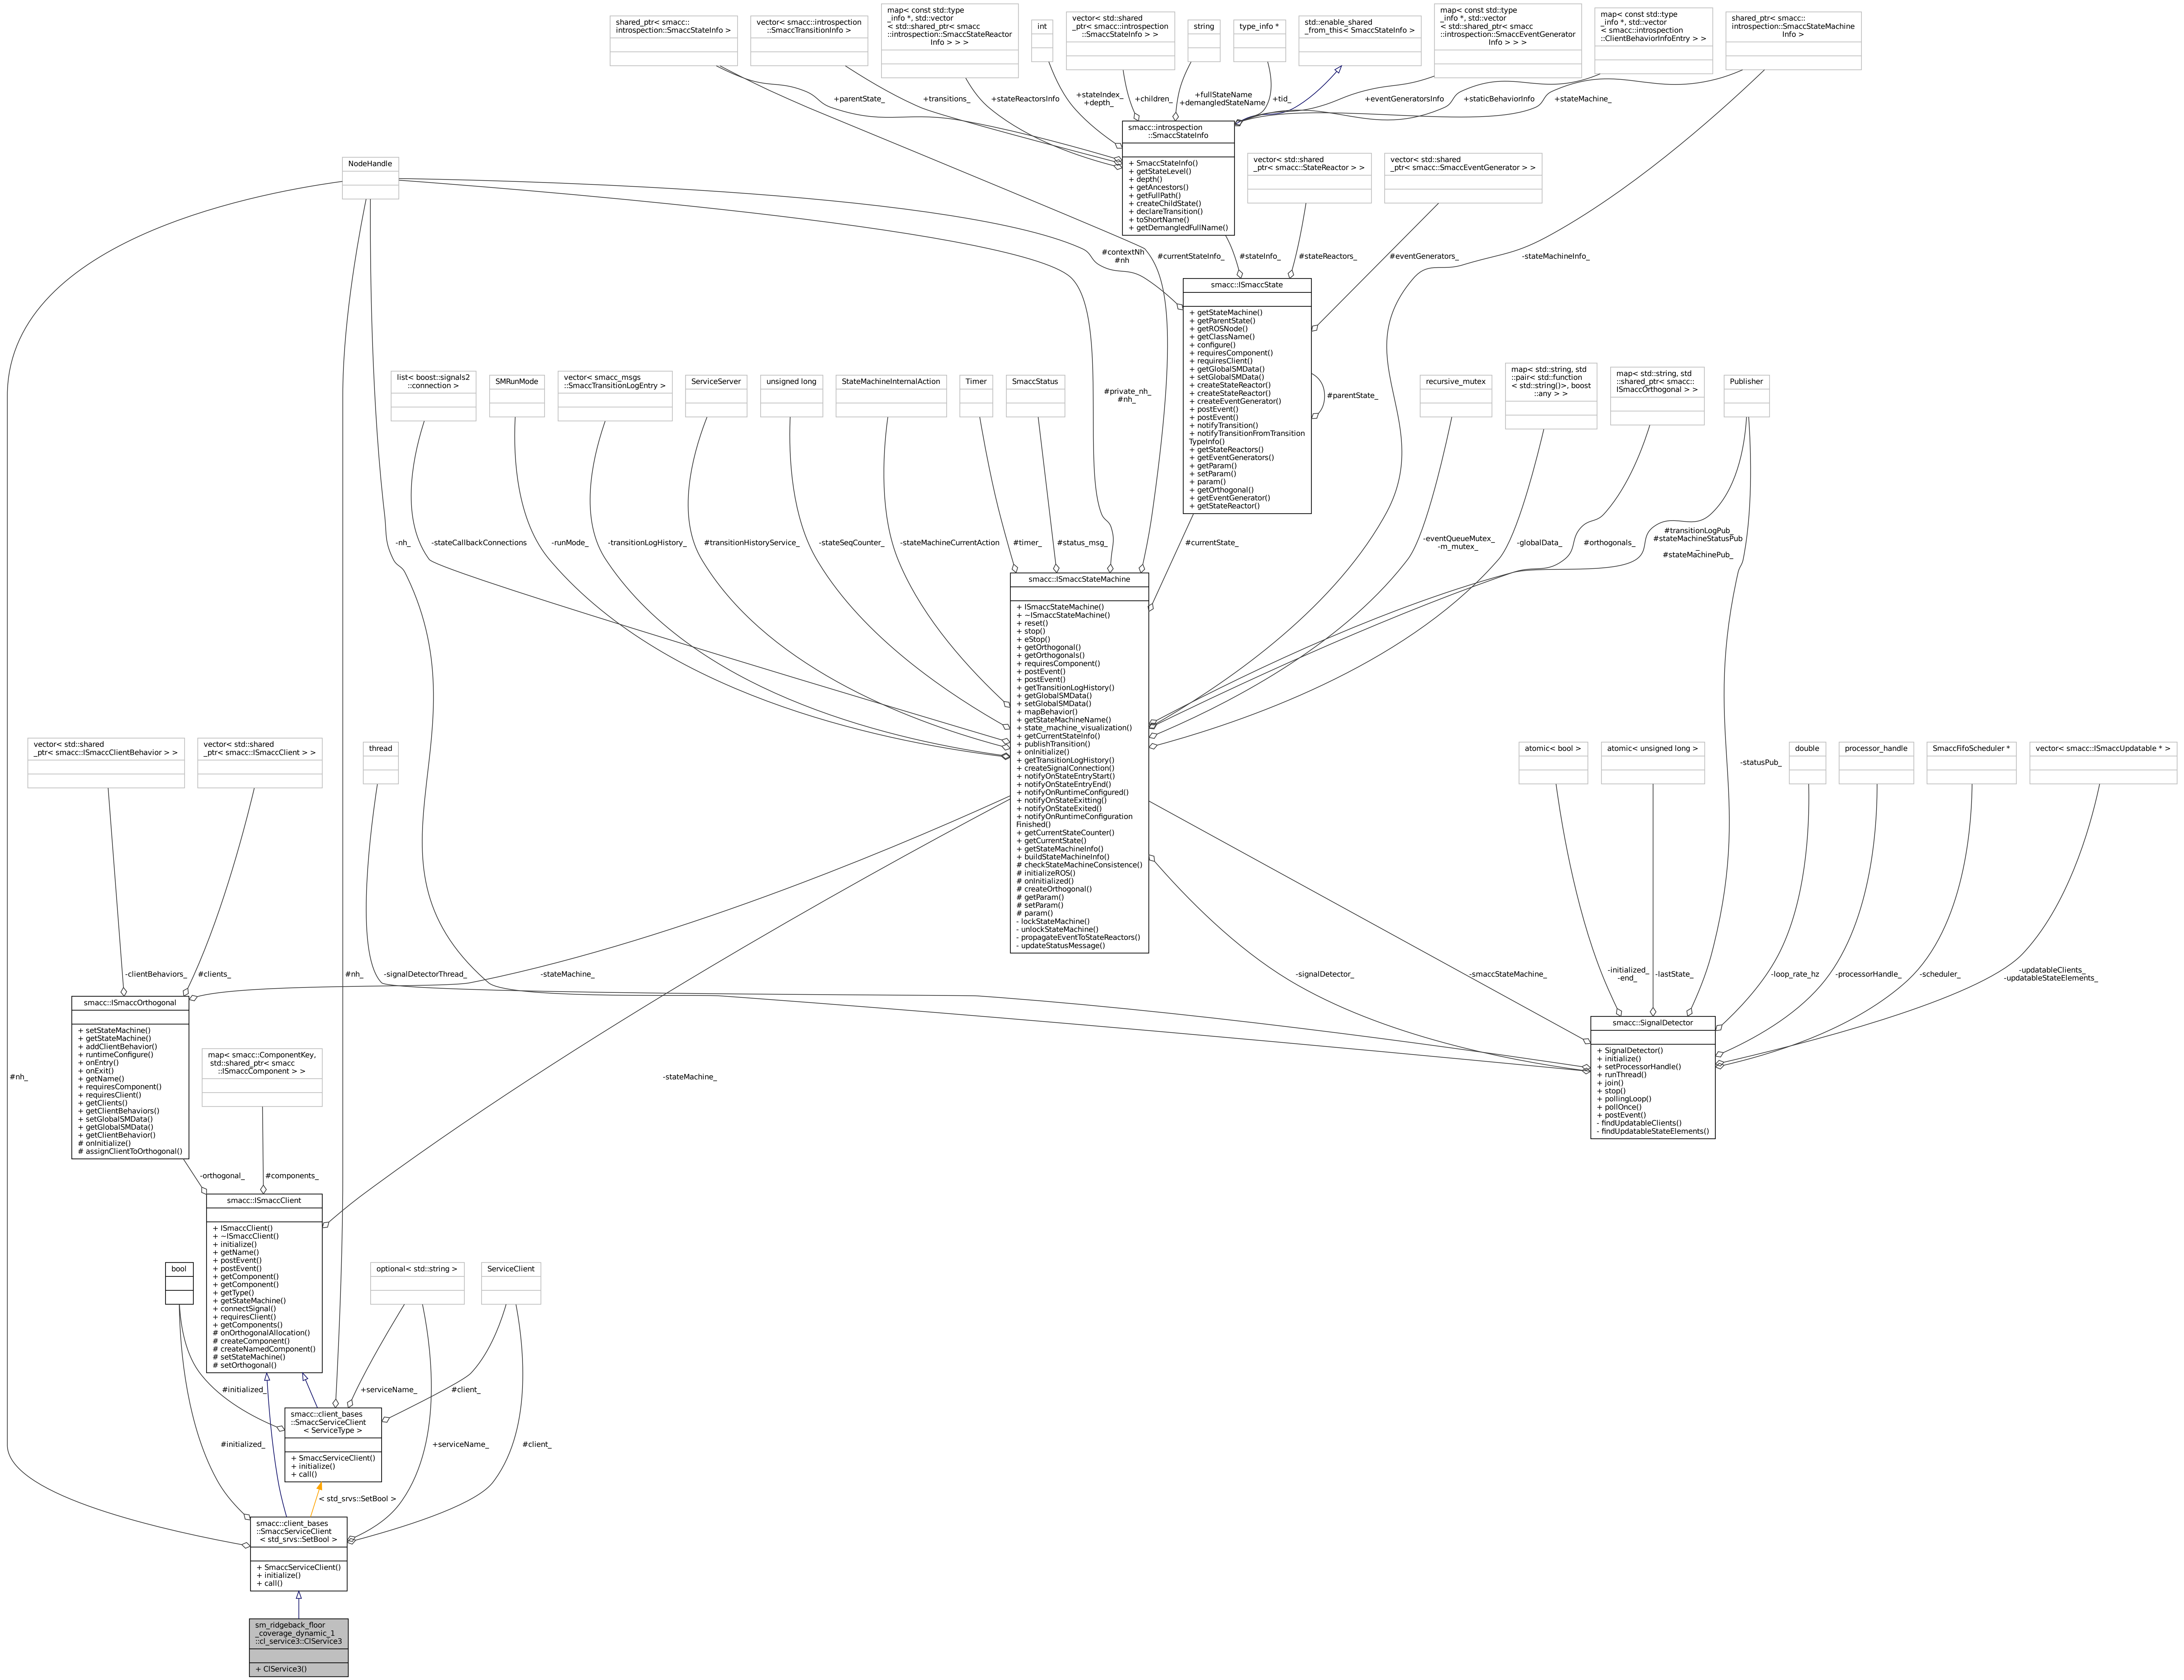 shared_ptr< smacc::
introspection::SmaccStateInfo >
vector< smacc::introspection
::SmaccTransitionInfo >
map< const std::type
_info *, std::vector
< std::shared_ptr< smacc
::introspection::SmaccStateReactor
Info > > >
int
vector< std::shared
_ptr< smacc::introspection
::SmaccStateInfo > >
string
type_info *
std::enable_shared
_from_this< SmaccStateInfo >
map< const std::type
_info *, std::vector
< std::shared_ptr< smacc
::introspection::SmaccEventGenerator
Info > > >
map< const std::type
_info *, std::vector
< smacc::introspection
::ClientBehaviorInfoEntry > >
shared_ptr< smacc::
introspection::SmaccStateMachine
Info >
+parentState_
+transitions_
+stateReactorsInfo
+stateIndex_
+depth_
+children_
+fullStateName
+demangledStateName
+tid_
+eventGeneratorsInfo
+staticBehaviorInfo
+stateMachine_
smacc::introspection
::SmaccStateInfo
+ SmaccStateInfo()
+ getStateLevel()
+ depth()
+ getAncestors()
+ getFullPath()
+ createChildState()
+ declareTransition()
+ toShortName()
+ getDemangledFullName()
NodeHandle
vector< std::shared
_ptr< smacc::StateReactor > >
vector< std::shared
_ptr< smacc::SmaccEventGenerator > >
#contextNh
#nh
#currentStateInfo_
#stateInfo_
#stateReactors_
#eventGenerators_
-stateMachineInfo_
smacc::ISmaccState
+ getStateMachine()
+ getParentState()
+ getROSNode()
+ getClassName()
+ configure()
+ requiresComponent()
+ requiresClient()
+ getGlobalSMData()
+ setGlobalSMData()
+ createStateReactor()
+ createStateReactor()
+ createEventGenerator()
+ postEvent()
+ postEvent()
+ notifyTransition()
+ notifyTransitionFromTransition
TypeInfo()
+ getStateReactors()
+ getEventGenerators()
+ getParam()
+ setParam()
+ param()
+ getOrthogonal()
+ getEventGenerator()
+ getStateReactor()
#parentState_
list< boost::signals2
::connection >
SMRunMode
vector< smacc_msgs
::SmaccTransitionLogEntry >
ServiceServer
unsigned long
StateMachineInternalAction
Timer
SmaccStatus
#private_nh_
#nh_
recursive_mutex
map< std::string, std
::pair< std::function
< std::string()>, boost
::any > >
map< std::string, std
::shared_ptr< smacc::
ISmaccOrthogonal > >
Publisher
-nh_
-stateCallbackConnections
-runMode_
-transitionLogHistory_
#transitionHistoryService_
-stateSeqCounter_
-stateMachineCurrentAction
#timer_
#status_msg_
#currentState_
-eventQueueMutex_
-m_mutex_
-globalData_
#orthogonals_
#transitionLogPub_
#stateMachineStatusPub
_
#stateMachinePub_
smacc::ISmaccStateMachine
+ ISmaccStateMachine()
+ ~ISmaccStateMachine()
+ reset()
+ stop()
+ eStop()
+ getOrthogonal()
+ getOrthogonals()
+ requiresComponent()
+ postEvent()
+ postEvent()
+ getTransitionLogHistory()
+ getGlobalSMData()
+ setGlobalSMData()
+ mapBehavior()
+ getStateMachineName()
+ state_machine_visualization()
+ getCurrentStateInfo()
+ publishTransition()
+ onInitialize()
+ getTransitionLogHistory()
+ createSignalConnection()
+ notifyOnStateEntryStart()
+ notifyOnStateEntryEnd()
+ notifyOnRuntimeConfigured()
+ notifyOnStateExitting()
+ notifyOnStateExited()
+ notifyOnRuntimeConfiguration
Finished()
+ getCurrentStateCounter()
+ getCurrentState()
+ getStateMachineInfo()
+ buildStateMachineInfo()
# checkStateMachineConsistence()
# initializeROS()
# onInitialized()
# createOrthogonal()
# getParam()
# setParam()
# param()
- lockStateMachine()
- unlockStateMachine()
- propagateEventToStateReactors()
- updateStatusMessage()
vector< std::shared
_ptr< smacc::ISmaccClientBehavior > >
vector< std::shared
_ptr< smacc::ISmaccClient > >
thread
atomic< bool >
atomic< unsigned long >
-statusPub_
double
processor_handle
SmaccFifoScheduler *
vector< smacc::ISmaccUpdatable * >
-clientBehaviors_
#clients_
#nh_
-signalDetectorThread_
-stateMachine_
-signalDetector_
-smaccStateMachine_
-initialized_
-end_
-lastState_
-loop_rate_hz
-processorHandle_
-scheduler_
-updatableClients_
-updatableStateElements_
smacc::ISmaccOrthogonal
+ setStateMachine()
+ getStateMachine()
+ addClientBehavior()
+ runtimeConfigure()
+ onEntry()
+ onExit()
+ getName()
+ requiresComponent()
+ requiresClient()
+ getClients()
+ getClientBehaviors()
+ setGlobalSMData()
+ getGlobalSMData()
+ getClientBehavior()
# onInitialize()
# assignClientToOrthogonal()
smacc::SignalDetector
+ SignalDetector()
+ initialize()
+ setProcessorHandle()
+ runThread()
+ join()
+ stop()
+ pollingLoop()
+ pollOnce()
+ postEvent()
- findUpdatableClients()
- findUpdatableStateElements()
map< smacc::ComponentKey,
std::shared_ptr< smacc
::ISmaccComponent > >
#nh_
-stateMachine_
-orthogonal_
#components_
smacc::ISmaccClient
+ ISmaccClient()
+ ~ISmaccClient()
+ initialize()
+ getName()
+ postEvent()
+ postEvent()
+ getComponent()
+ getComponent()
+ getType()
+ getStateMachine()
+ connectSignal()
+ requiresClient()
+ getComponents()
# onOrthogonalAllocation()
# createComponent()
# createNamedComponent()
# setStateMachine()
# setOrthogonal()
bool
optional< std::string >
ServiceClient
#initialized_
+serviceName_
#client_
smacc::client_bases
::SmaccServiceClient
< ServiceType >
+ SmaccServiceClient()
+ initialize()
+ call()
#initialized_
+serviceName_
#client_
< std_srvs::SetBool >
smacc::client_bases
::SmaccServiceClient
< std_srvs::SetBool >
+ SmaccServiceClient()
+ initialize()
+ call()
sm_ridgeback_floor
_coverage_dynamic_1
::cl_service3::ClService3
+ ClService3()